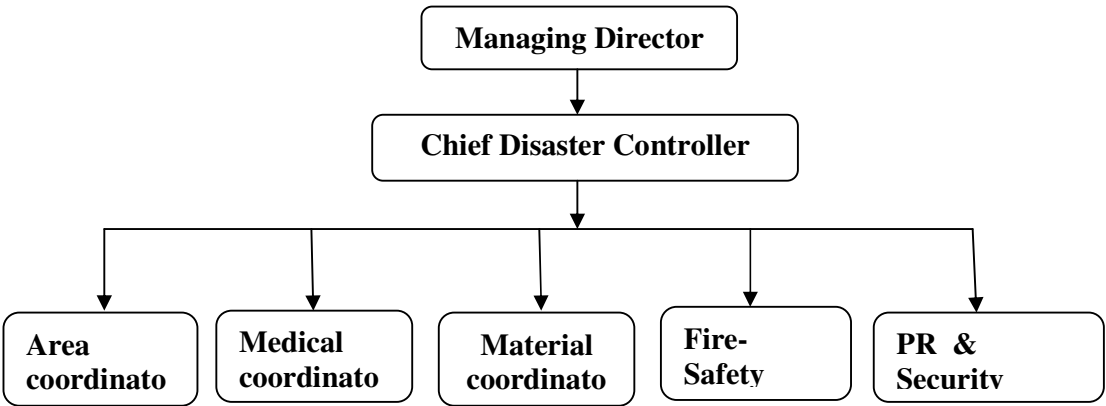 Managing Director
Chief Disaster Controller
Area
coordinato
Medical
coordinato
Material
coordinato
Fire-
Safety
PR &
Security